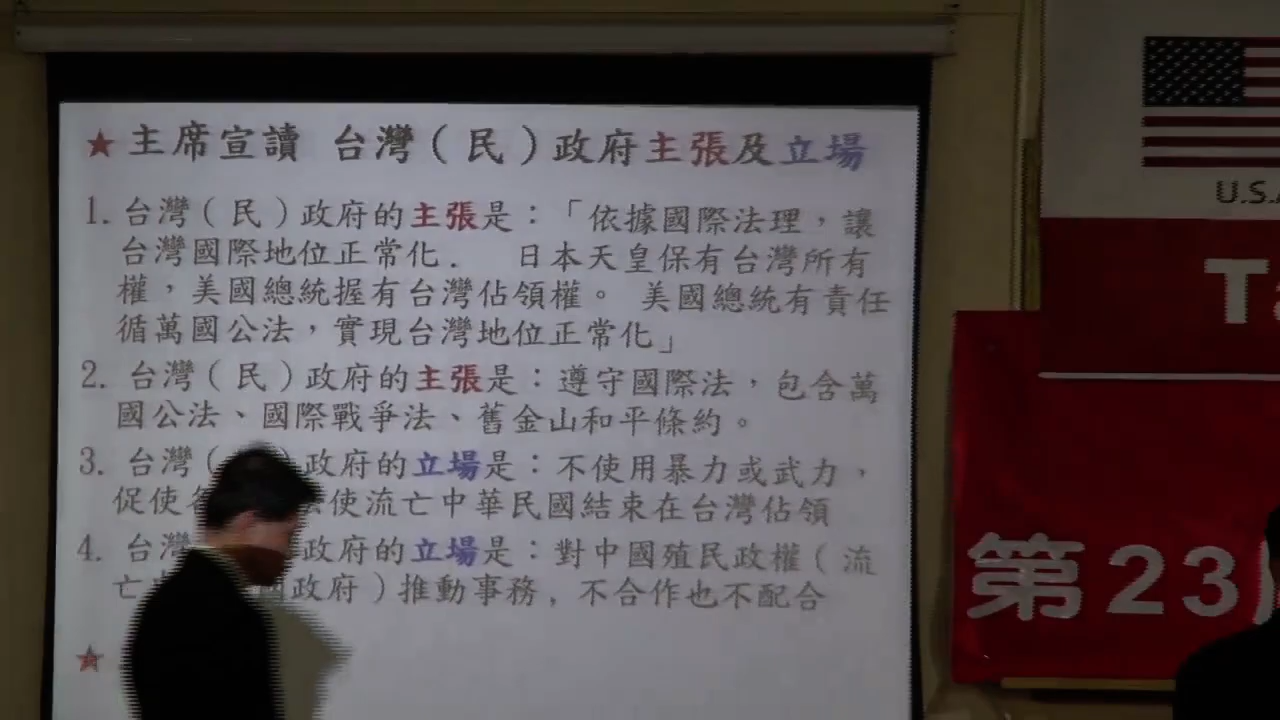 ★主席宣讀 台灣(民)政府主張及立場
1. 台灣(民)政府的主張是：「依據國際法理，讓
台灣國際地位正常化． 日本天皇保有台灣所有
權，美國總統握有台灣佔領權。 美國總統有責任
循萬國公法，實現台灣地位正常化」
2. 台灣(民)政府的主張是：遵守國際法，包含萬
國公法、國際戰爭法、舊金山和平條約。
3. 台灣( 政府的立場是：不使用暴力或武力，
促使 使流亡中華民國結束在台灣佔領
4. 台灣 政府的立場是：對中國殖民政權(流
亡 國政府)推動事務，不合作也不配合
★
U.S.
T
第23